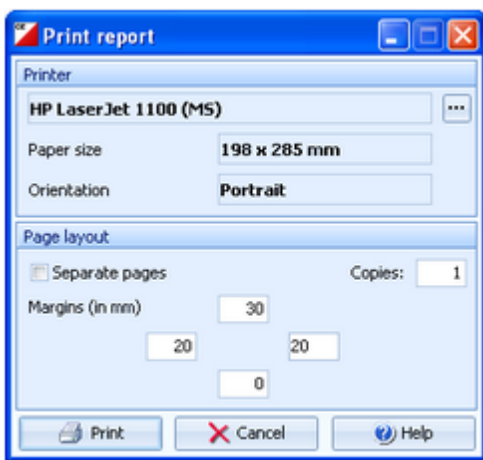 Print report
Printer
HP LaserJet 1100 (MS)
...
Paper size 198 x 285 mm
Orientation Portrait
Page layout
Separate pages Copies: 1
Margins (in mm) 30
20 20
0
Print Cancel Help